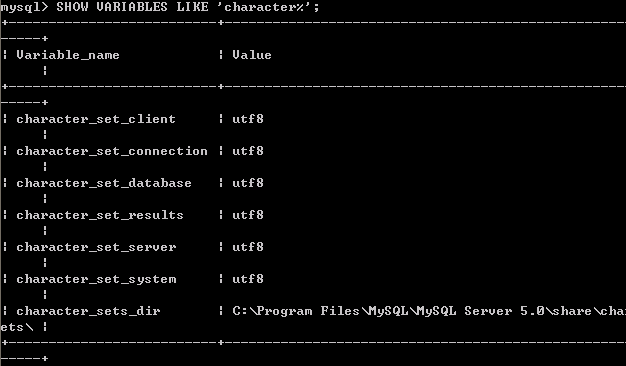 mysql> SHOW VARIABLES LIKE 'character%';
+--------------------------+---------------------------------------------------
-----+
¦ Variable_name            ¦ Value
     ¦
+--------------------------+---------------------------------------------------
-----+
¦ character_set_client     ¦ utf8
     ¦
¦ character_set_connection ¦ utf8
     ¦
¦ character_set_database   ¦ utf8
     ¦
¦ character_set_results    ¦ utf8
     ¦
¦ character_set_server     ¦ utf8
     ¦
¦ character_set_system     ¦ utf8
     ¦
¦ character_sets_dir       ¦ C:\Program Files\MySQL\MySQL Server 5.0\share\cha
ets\ ¦
+--------------------------+---------------------------------------------------
-----+